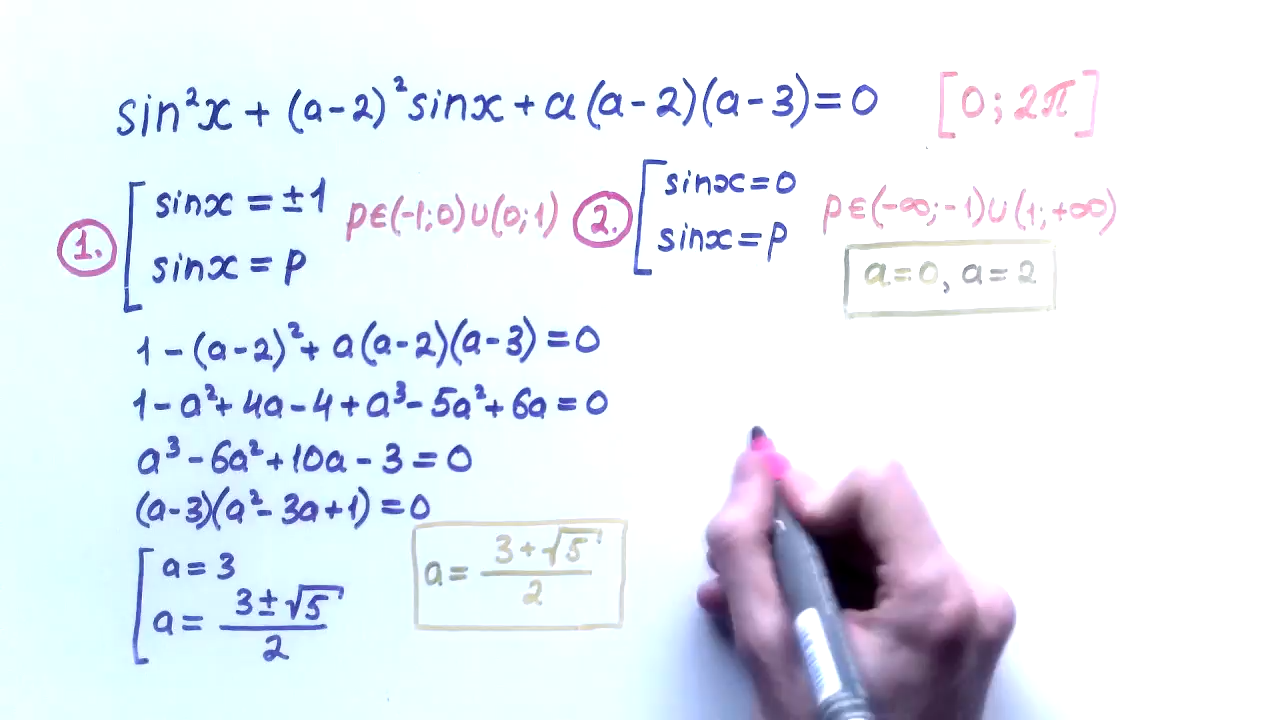 sin²x + (a-2)²sinx + a(a-2)(a-3) = 0 [0; 2π]
1. [ sinx = ±1 p∈(-1;0)∪(0;1)
sinx = p
2. [ sinx = 0 p∈(-∞;-1)∪(1;+∞)
sinx = p
a=0, a=2
1 - (a-2)² + a(a-2)(a-3) = 0
1 - a² + 4a - 4 + a³ - 5a² + 6a = 0
a³ - 6a² + 10a - 3 = 0
(a-3)(a² - 3a + 1) = 0
[ a = 3
a = (3±√5)/2
a = (3+√5)/2